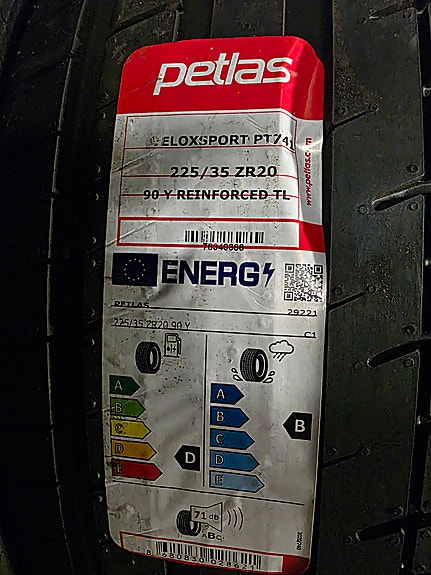 petlas
ELOXSPORT PT741
225/35 ZR20
90 Y REINFORCED TL
www.petlas.com
ENERG
PETLAS 29221
225/35 ZR20 90 Y C1
A A
B B B
C C
D D D
E E
71 dB
ABC